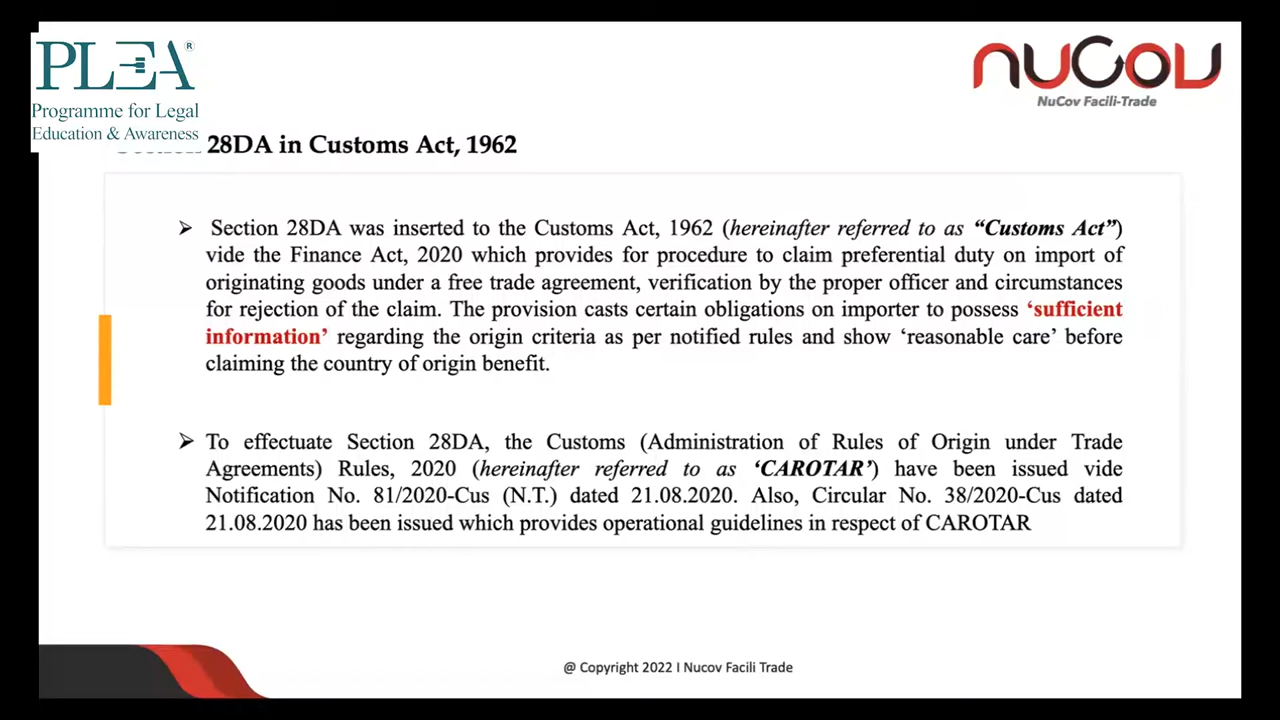 PLEA®
Programme for Legal
Education & Awareness
nuCov
NuCov Facili-Trade
28DA in Customs Act, 1962
➢ Section 28DA was inserted to the Customs Act, 1962 (hereinafter referred to as “Customs Act”)
vide the Finance Act, 2020 which provides for procedure to claim preferential duty on import of
originating goods under a free trade agreement, verification by the proper officer and circumstances
for rejection of the claim. The provision casts certain obligations on importer to possess ‘sufficient
information’ regarding the origin criteria as per notified rules and show ‘reasonable care’ before
claiming the country of origin benefit.
➢ To effectuate Section 28DA, the Customs (Administration of Rules of Origin under Trade
Agreements) Rules, 2020 (hereinafter referred to as ‘CAROTAR’) have been issued vide
Notification No. 81/2020-Cus (N.T.) dated 21.08.2020. Also, Circular No. 38/2020-Cus dated
21.08.2020 has been issued which provides operational guidelines in respect of CAROTAR
@ Copyright 2022 I Nucov Facili Trade